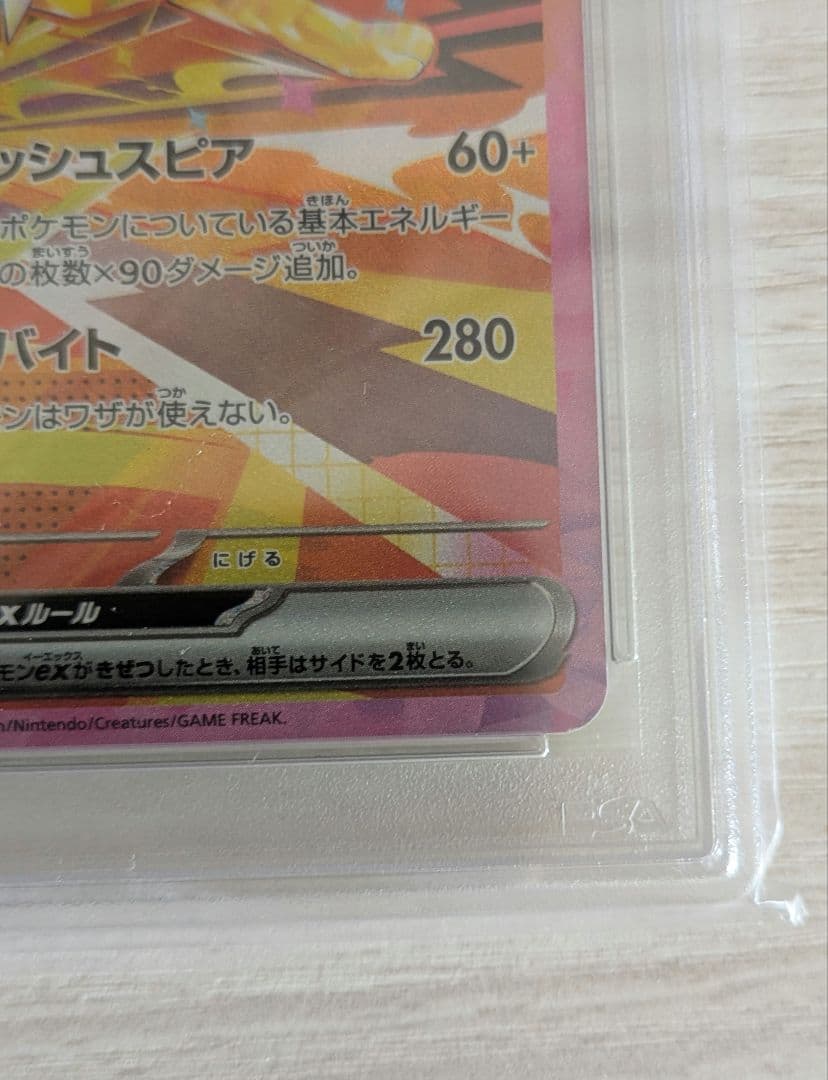 ッシュスピア 60+
ポケモンについている基本エネルギー
の枚数×90ダメージ追加。
バイト 280
ンはワザが使えない。
にげる
xルール
モンexがきぜつしたとき、相手はサイドを2枚とる。
n/Nintendo/Creatures/GAME FREAK.
PSA